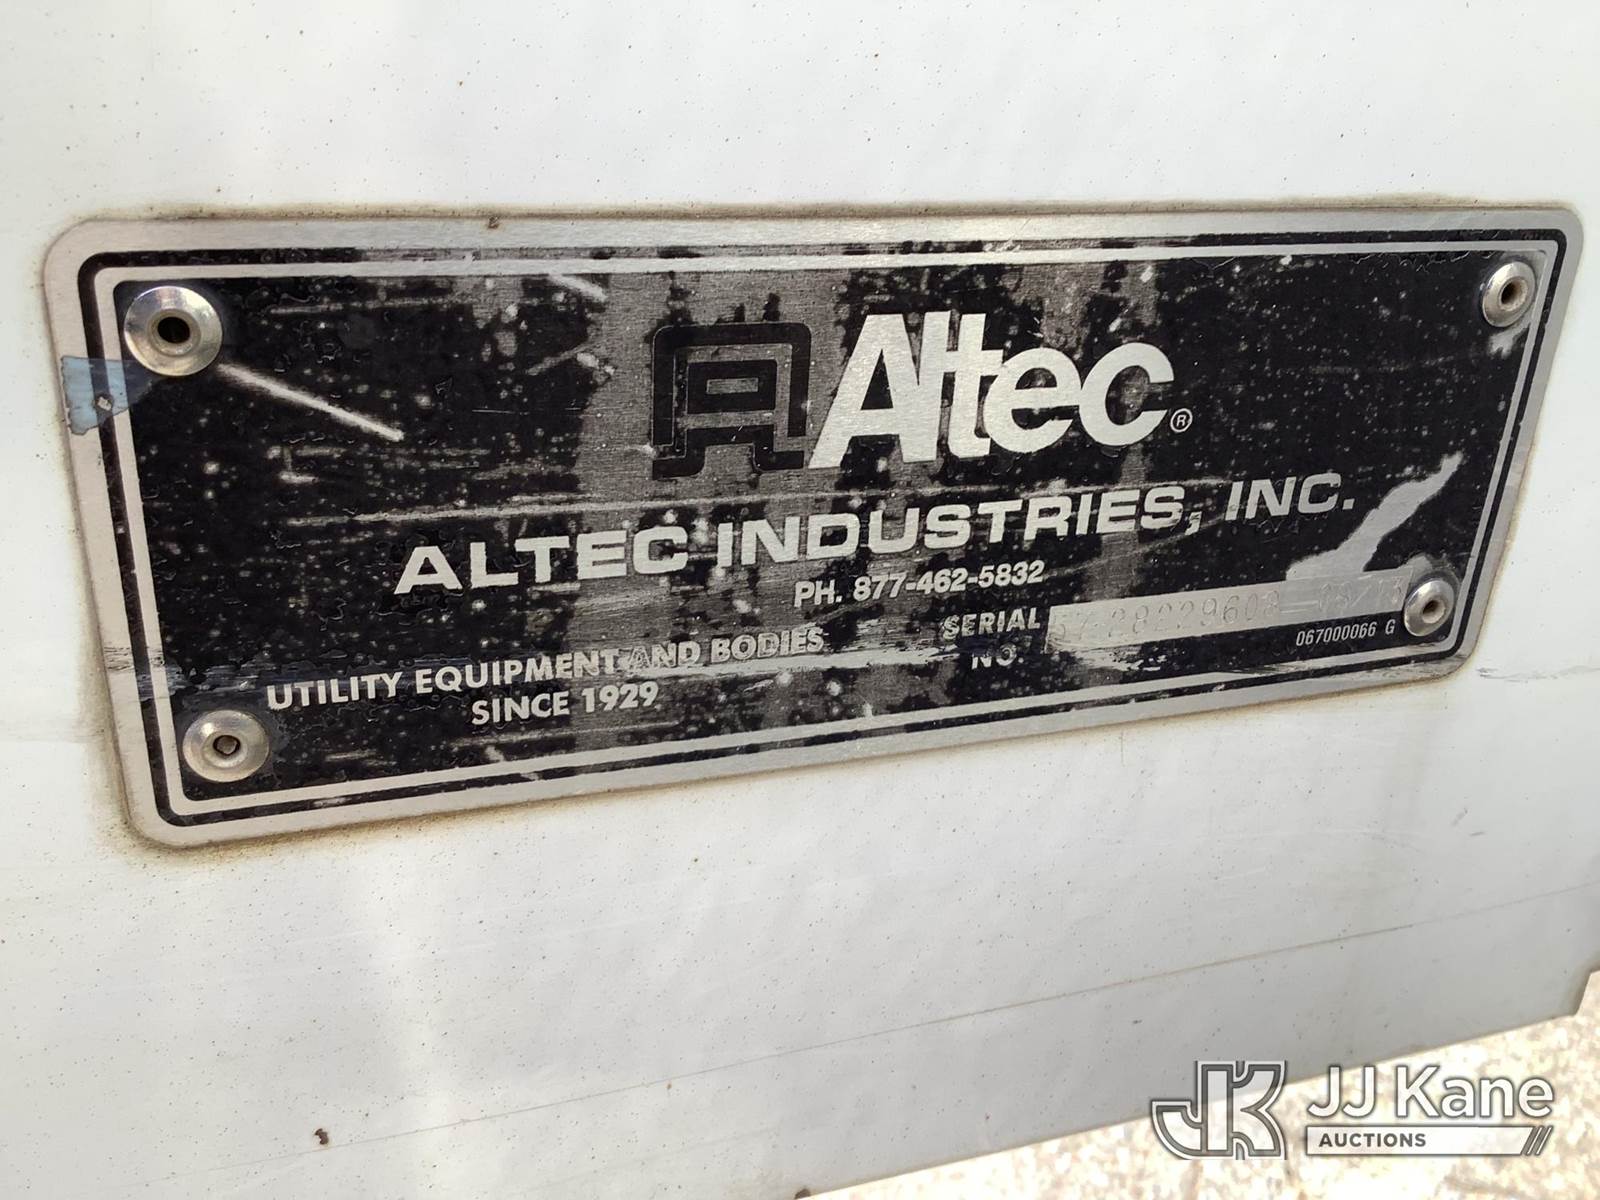 Altec®
ALTEC INDUSTRIES, INC.
PH. 877-462-5832
SERIAL
NO.
067000066 G
UTILITY EQUIPMENT AND BODIES
SINCE 1929
JK JJ Kane
AUCTIONS